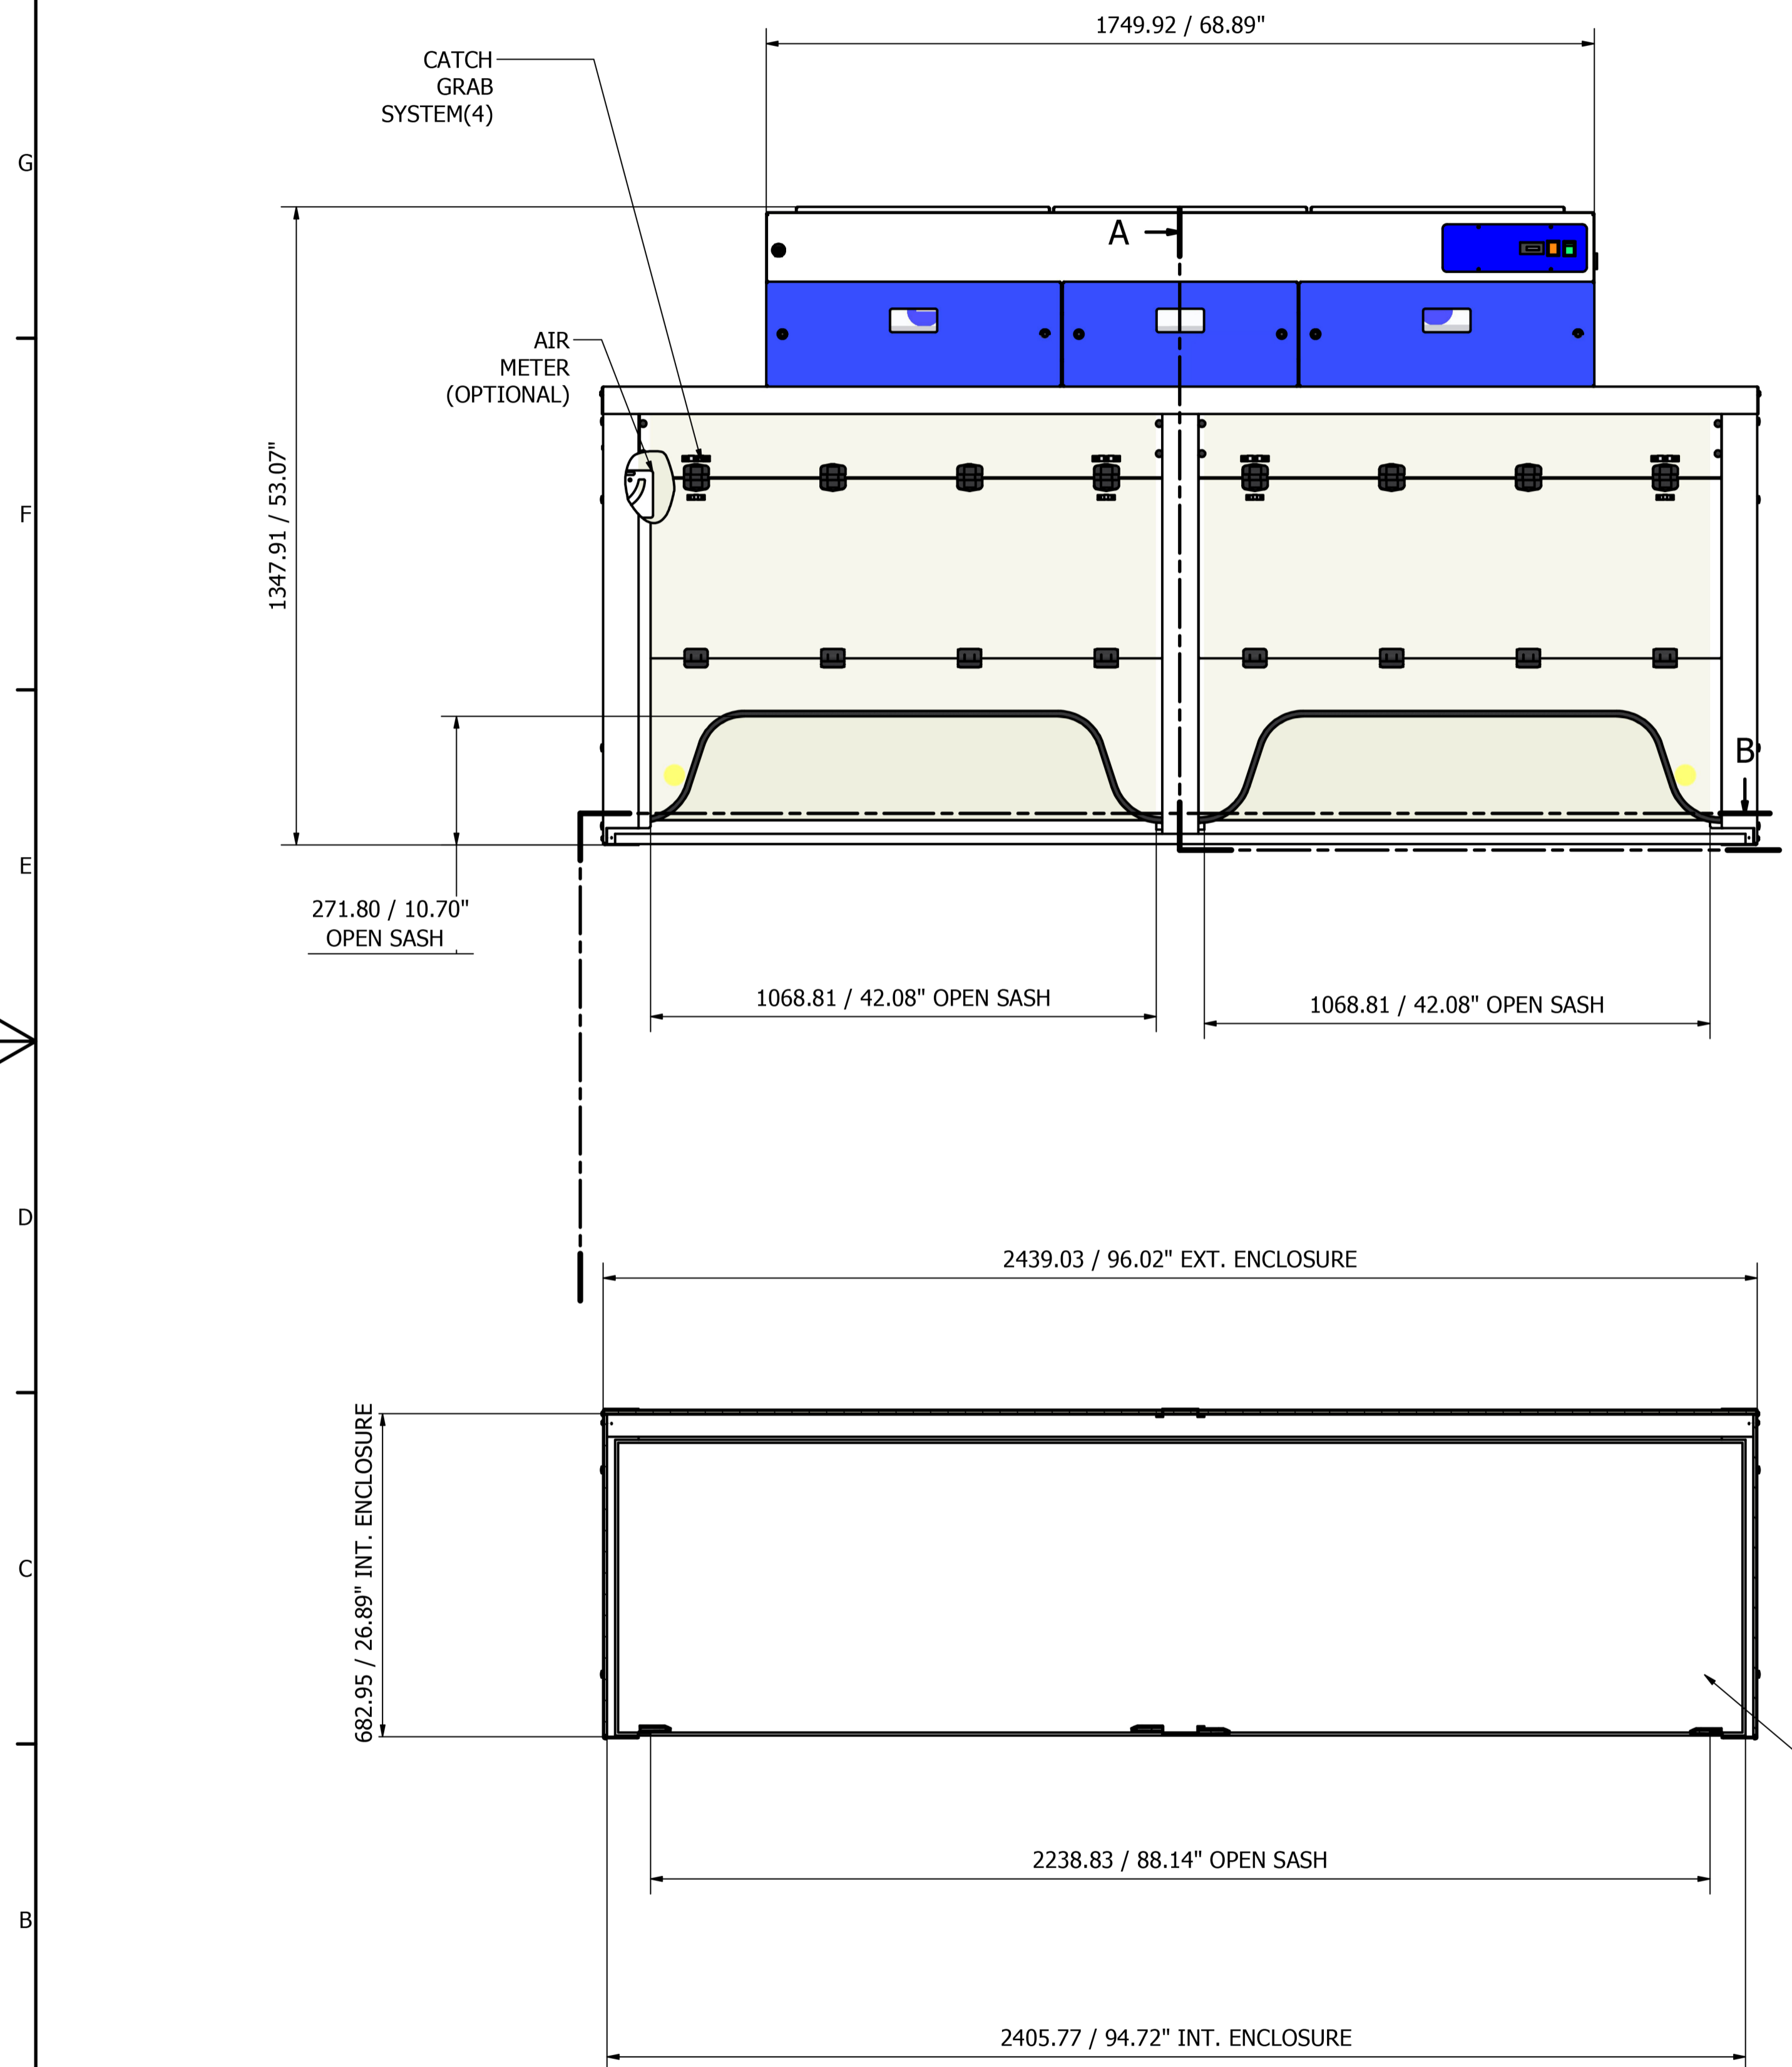 1749.92 / 68.89"
CATCH
GRAB
SYSTEM(4)
G
A
AIR
METER
(OPTIONAL)
1347.91 / 53.07"
F
B
E
271.80 / 10.70"
OPEN SASH
1068.81 / 42.08" OPEN SASH
1068.81 / 42.08" OPEN SASH
D
2439.03 / 96.02" EXT. ENCLOSURE
682.95 / 26.89" INT. ENCLOSURE
C
2238.83 / 88.14" OPEN SASH
B
2405.77 / 94.72" INT. ENCLOSURE